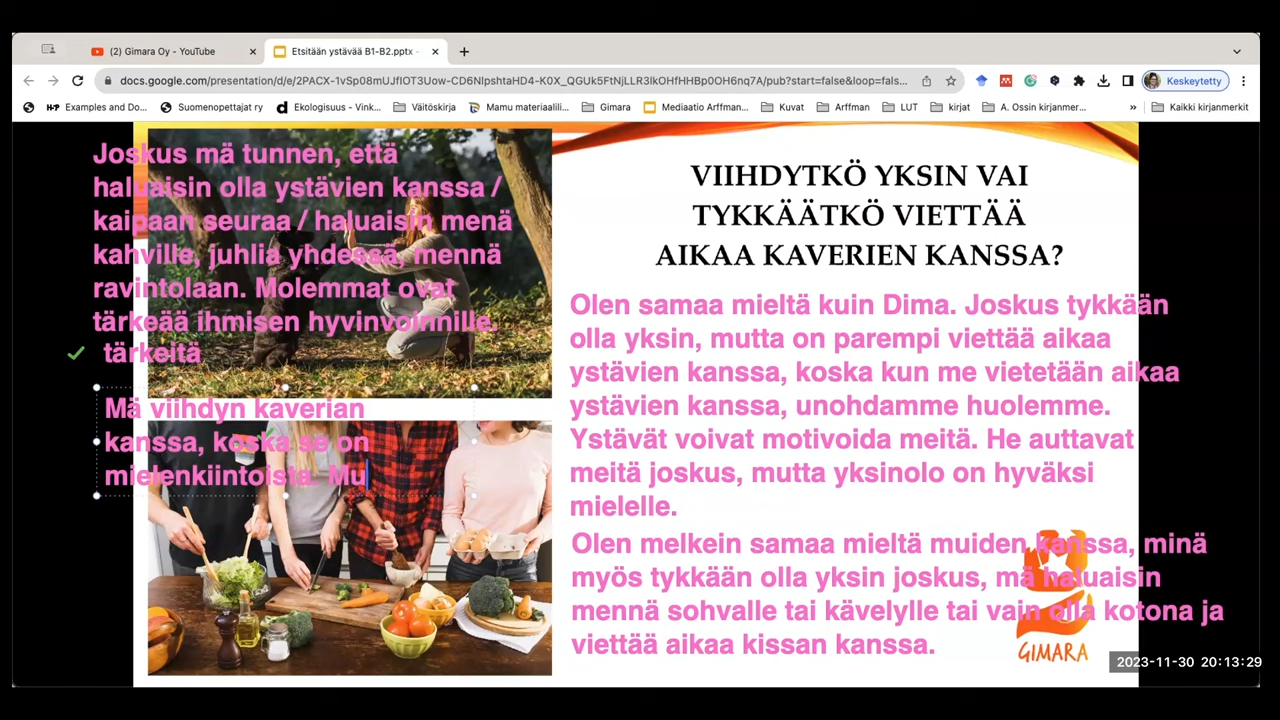 (2) Gimara Oy - YouTube
Etsitään ystävää B1-B2.pptx -
docs.google.com/presentation/d/e/2PACX-1vSp08mUJfIOT3Uow-CD6NlpshtaHD4-K0X_QGUk5FtNjLLR3lkOHfHHBp0OH6nq7A/pub?start=false&loop=fals...
Keskeytetty
Examples and Do...
Suomenopettajat ry
Ekologisuus - Vink...
Väitöskirja
Mamu materiaalili...
Gimara
Mediaatio Arffman...
Kuvat
Arffman
LUT
kirjat
A. Ossin kirjanmer...
»
Kaikki kirjanmerkit
Joskus mä tunnen, että
haluaisin olla ystävien kanssa /
kaipaan seuraa / haluaisin menä
kahville, juhlia yhdessä, mennä
ravintolaan. Molemmat ovat
tärkeää ihmisen hyvinvoinnille.
tärkeitä
Mä viihdyn kaverian
kanssa, koska se on
mielenkiintoista. Mu
VIIHDYTKÖ YKSIN VAI
TYKKÄÄTKÖ VIETTÄÄ
AIKAA KAVERIEN KANSSA?
Olen samaa mieltä kuin Dima. Joskus tykkään
olla yksin, mutta on parempi viettää aikaa
ystävien kanssa, koska kun me vietetään aikaa
ystävien kanssa, unohdamme huolemme.
Ystävät voivat motivoida meitä. He auttavat
meitä joskus, mutta yksinolo on hyväksi
mielelle.
Olen melkein samaa mieltä muiden kanssa, minä
myös tykkään olla yksin joskus, mä haluaisin
mennä sohvalle tai kävelylle tai vain olla kotona ja
viettää aikaa kissan kanssa.
GIMARA
2023-11-30 20:13:29